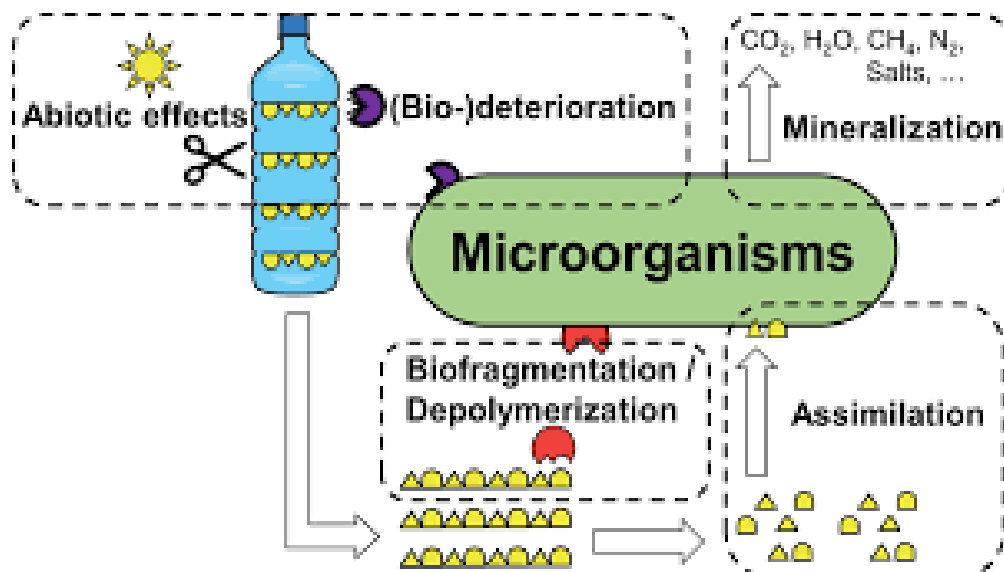 CO₂, H₂O, CH₄, N₂,
Salts, ...
Abiotic effects
(Bio-)deterioration
Mineralization
Microorganisms
Biofragmentation /
Depolymerization
Assimilation